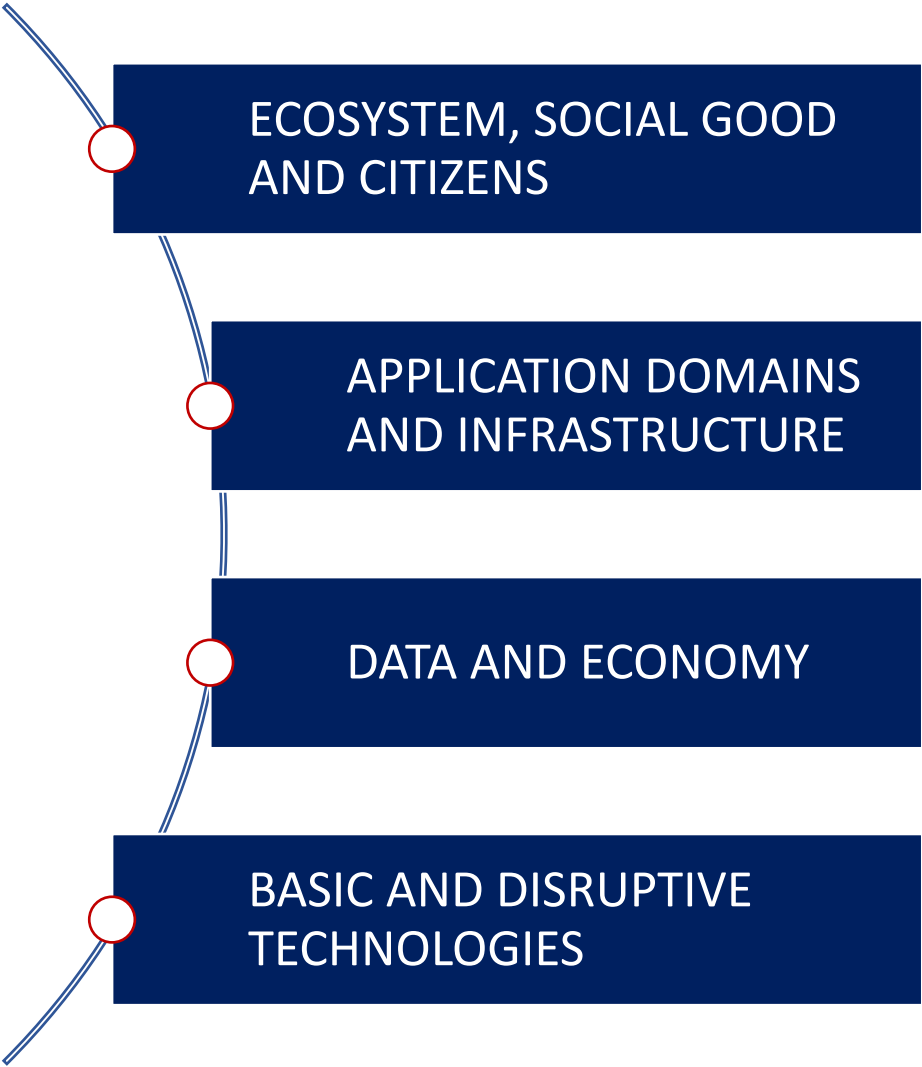 ECOSYSTEM, SOCIAL GOOD
AND CITIZENS
APPLICATION DOMAINS
AND INFRASTRUCTURE
DATA AND ECONOMY
BASIC AND DISRUPTIVE
TECHNOLOGIES